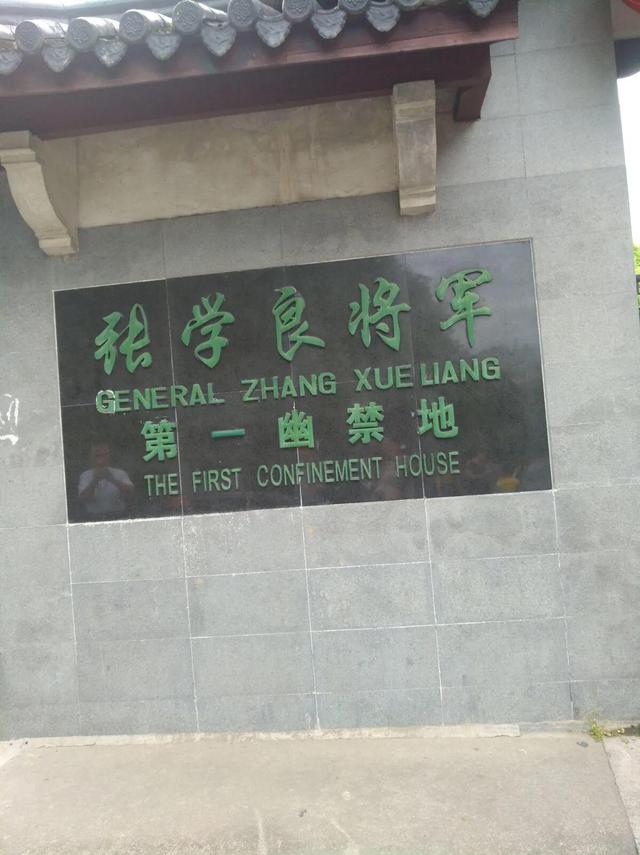 张学良将军
GENERAL ZHANG XUE LIANG
第一幽禁地
THE FIRST CONFINEMENT HOUSE